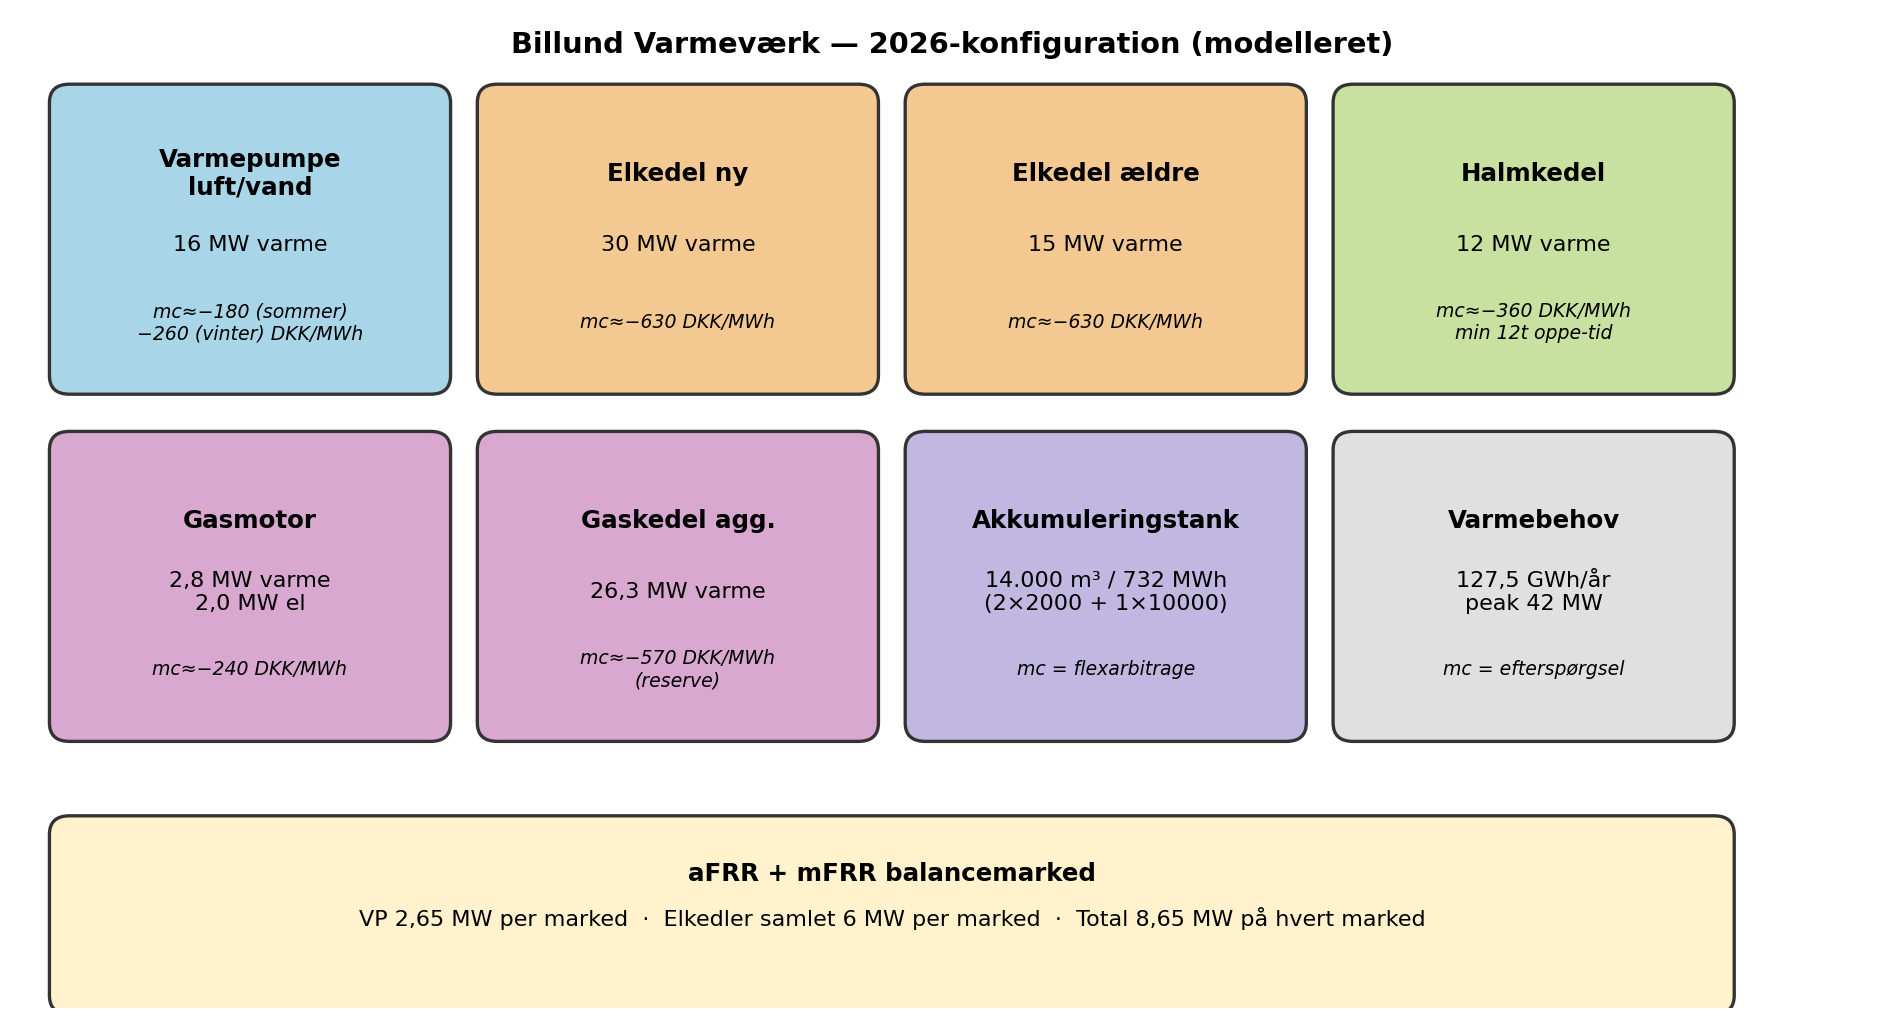 Billund Varmeværk — 2026-konfiguration (modelleret)
Varmepumpe
luft/vand
16 MW varme
mc≈−180 (sommer)
−260 (vinter) DKK/MWh
Elkedel ny
30 MW varme
mc≈−630 DKK/MWh
Elkedel ældre
15 MW varme
mc≈−630 DKK/MWh
Halmkedel
12 MW varme
mc≈−360 DKK/MWh
min 12t oppe-tid
Gasmotor
2,8 MW varme
2,0 MW el
mc≈−240 DKK/MWh
Gaskedel agg.
26,3 MW varme
mc≈−570 DKK/MWh
(reserve)
Akkumuleringstank
14.000 m³ / 732 MWh
(2×2000 + 1×10000)
mc = flexarbitrage
Varmebehov
127,5 GWh/år
peak 42 MW
mc = efterspørgsel
aFRR + mFRR balancemarked
VP 2,65 MW per marked · Elkedler samlet 6 MW per marked · Total 8,65 MW på hvert marked